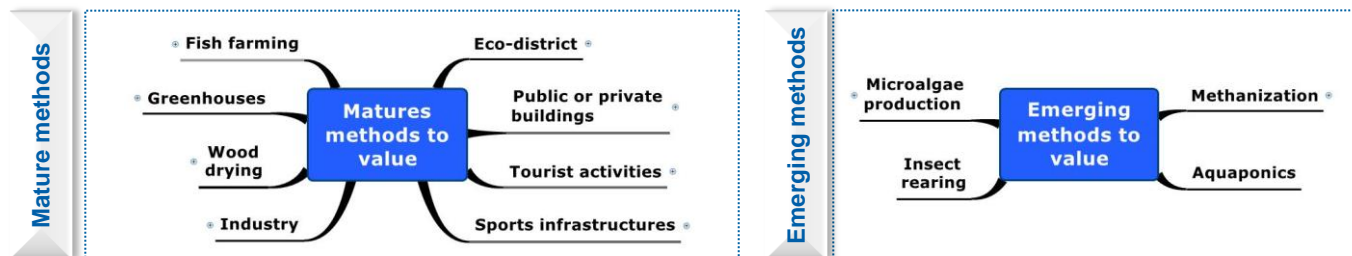 Mature methods
Fish farming
Greenhouses
Wood
drying
Industry
Matures
methods to
value
Eco-district
Public or private
buildings
Tourist activities
Sports infrastructures
Emerging methods
Microalgae
production
Insect
rearing
Emerging
methods to
value
Methanization
Aquaponics